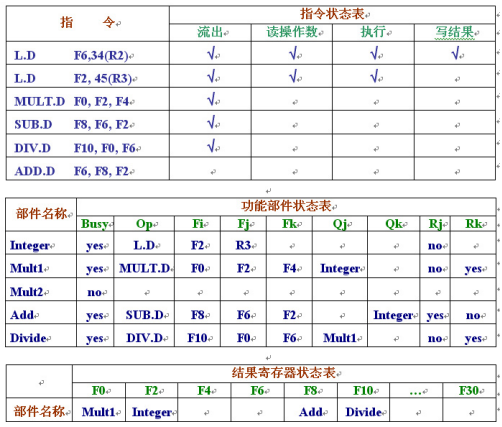 指 令 指令状态表
流出 读操作数 执行 写结果
L.D F6,34(R2) √ √ √ √
L.D F2, 45(R3) √ √ √
MULT.D F0, F2, F4 √
SUB.D F8, F6, F2 √
DIV.D F10, F0, F6 √
ADD.D F6, F8, F2
部件名称 功能部件状态表
Busy Op Fi Fj Fk Qj Qk Rj Rk
Integer yes L.D F2 R3 no
Mult1 yes MULT.D F0 F2 F4 Integer no yes
Mult2 no
Add yes SUB.D F8 F6 F2 Integer yes no
Divide yes DIV.D F10 F0 F6 Mult1 no yes
结果寄存器状态表
F0 F2 F4 F6 F8 F10 … F30
部件名称 Mult1 Integer Add Divide